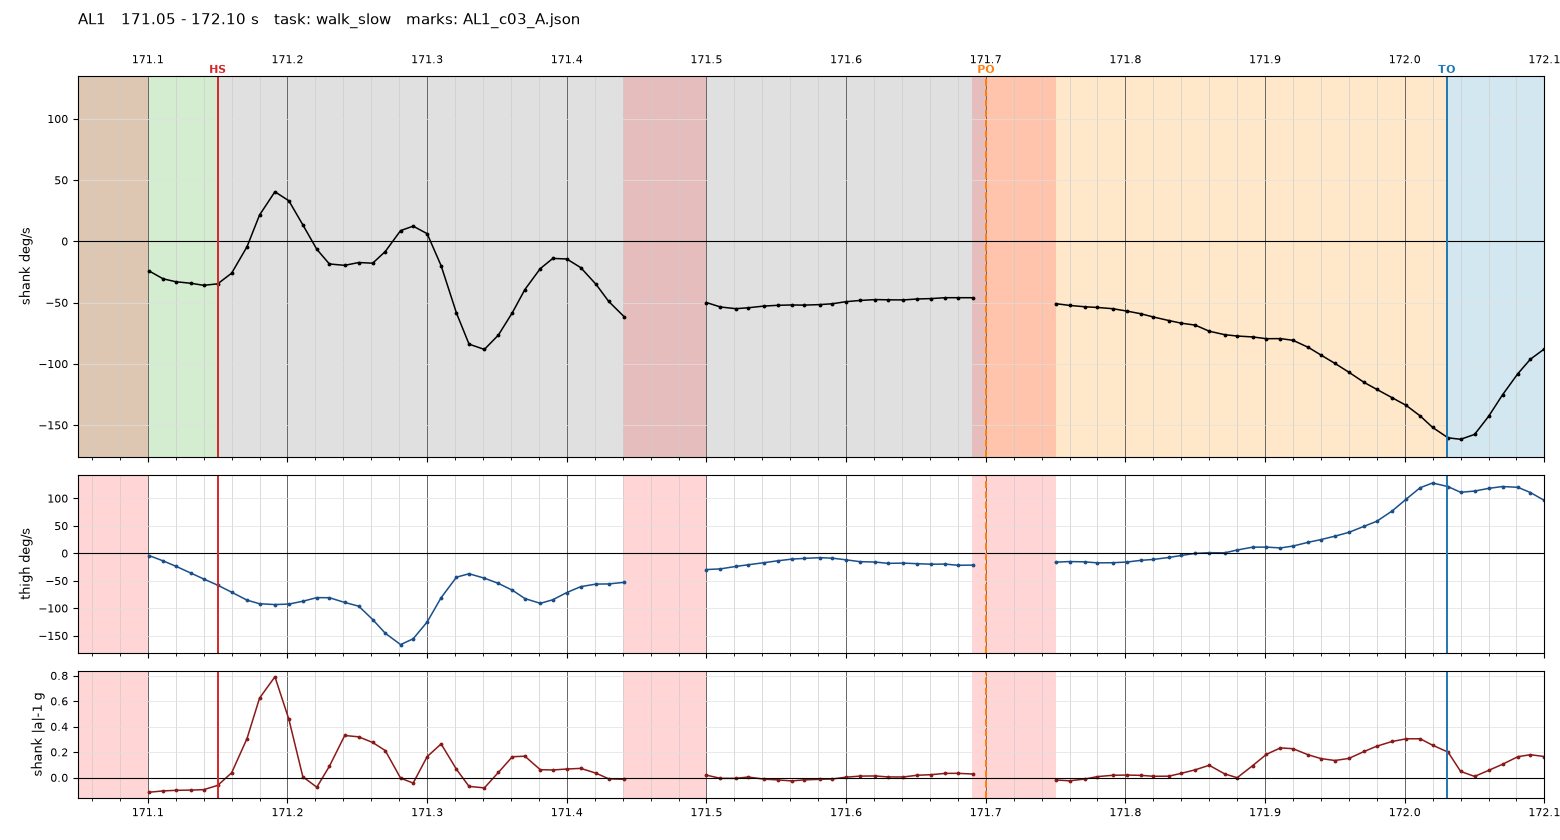 AL1   171.05 - 172.10 s   task: walk_slow   marks: AL1_c03_A.json
171.1 171.2 171.3 171.4 171.5 171.6 171.7 171.8 171.9 172.0 172.1
HS PO TO
shank deg/s
100
50
0
−50
−100
−150
thigh deg/s
100
50
0
−50
−100
−150
shank |a|-1 g
0.8
0.6
0.4
0.2
0.0
171.1 171.2 171.3 171.4 171.5 171.6 171.7 171.8 171.9 172.0 172.1